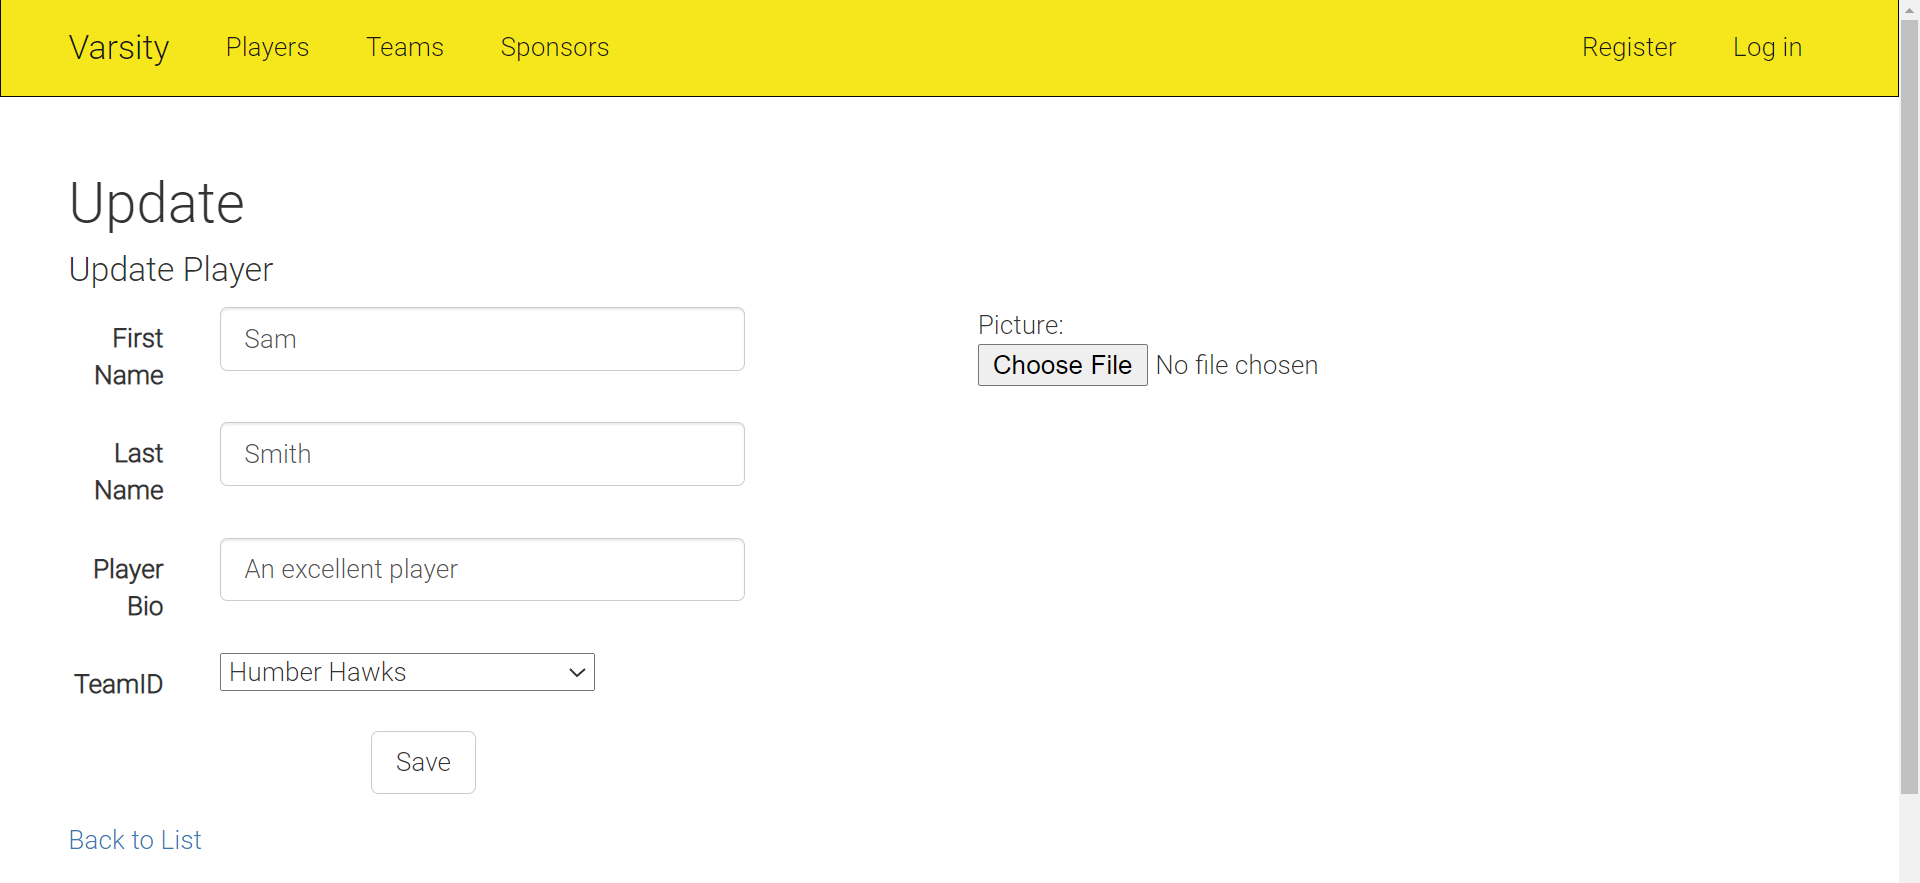 Varsity Players Teams Sponsors Register Log in
Update
Update Player
First
Name
Sam
Last
Name
Smith
Player
Bio
An excellent player
TeamID
Humber Hawks
Save
Picture:
Choose File No file chosen
Back to List